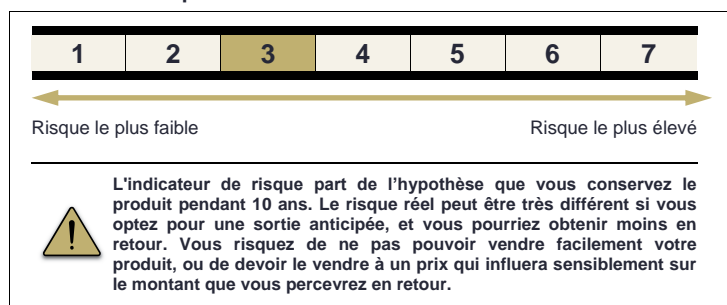 1 2 3 4 5 6 7
Risque le plus faible Risque le plus élevé
L'indicateur de risque part de l’hypothèse que vous conservez le
produit pendant 10 ans. Le risque réel peut être très différent si vous
optez pour une sortie anticipée, et vous pourriez obtenir moins en
retour. Vous risquez de ne pas pouvoir vendre facilement votre
produit, ou de devoir le vendre à un prix qui influera sensiblement sur
le montant que vous percevrez en retour.